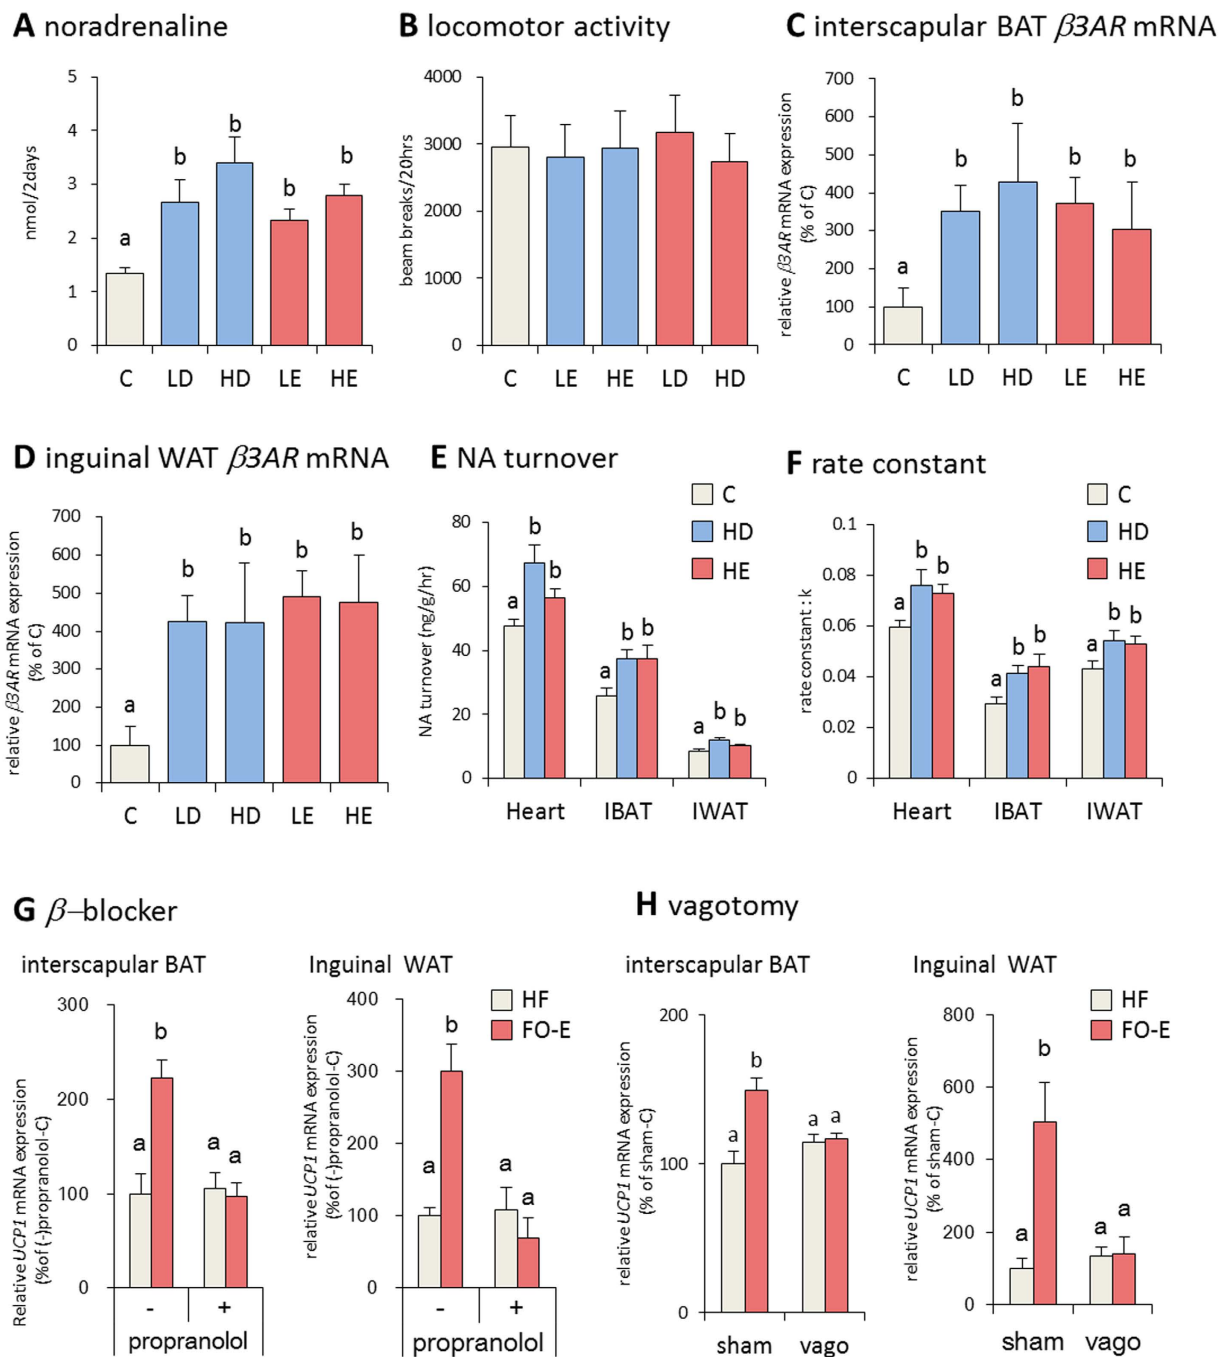 A noradrenaline
nmol/2days
5
4
3
2
1
0
a
b
b
b
b
C LD HD LE HE
B locomotor activity
beam breaks/20hrs
4000
3000
2000
1000
0
C LE HE LD HD
C interscapular BAT β3AR mRNA
relative β3AR mRNA expression
(% of C)
700
600
500
400
300
200
100
0
a
b
b
b
b
C LD HD LE HE
D inguinal WAT β3AR mRNA
relative β3AR mRNA expression
(% of C)
700
600
500
400
300
200
100
0
a
b
b
b
b
C LD HD LE HE
E NA turnover
C
HD
HE
NA turnover (ng/g/hr)
80
60
40
20
0
a b b
a b b
a b b
Heart IBAT IWAT
F rate constant
C
HD
HE
rate constant : k
0.1
0.08
0.06
0.04
0.02
0
a b b
a b b
a b b
Heart IBAT IWAT
G β–blocker
interscapular BAT
Relative UCP1 mRNA expression
(%of (-)propranolol-C)
300
200
100
0
a b a a
- +
propranolol
Inguinal WAT
HF
FO-E
relative UCP1 mRNA expression
(%of (-)propranolol-C)
400
300
200
100
0
a b a a
- +
propranolol
H vagotomy
interscapular BAT
relative UCP1 mRNA expression
(% of sham-C)
200
100
0
a b a a
sham vago
Inguinal WAT
HF
FO-E
relative UCP1 mRNA expression
(% of sham-C)
800
600
400
200
0
a b a a
sham vago